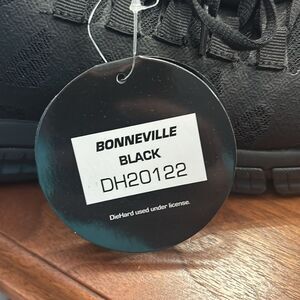 BONNEVILLE
BLACK
DH20122
DieHard used under license.